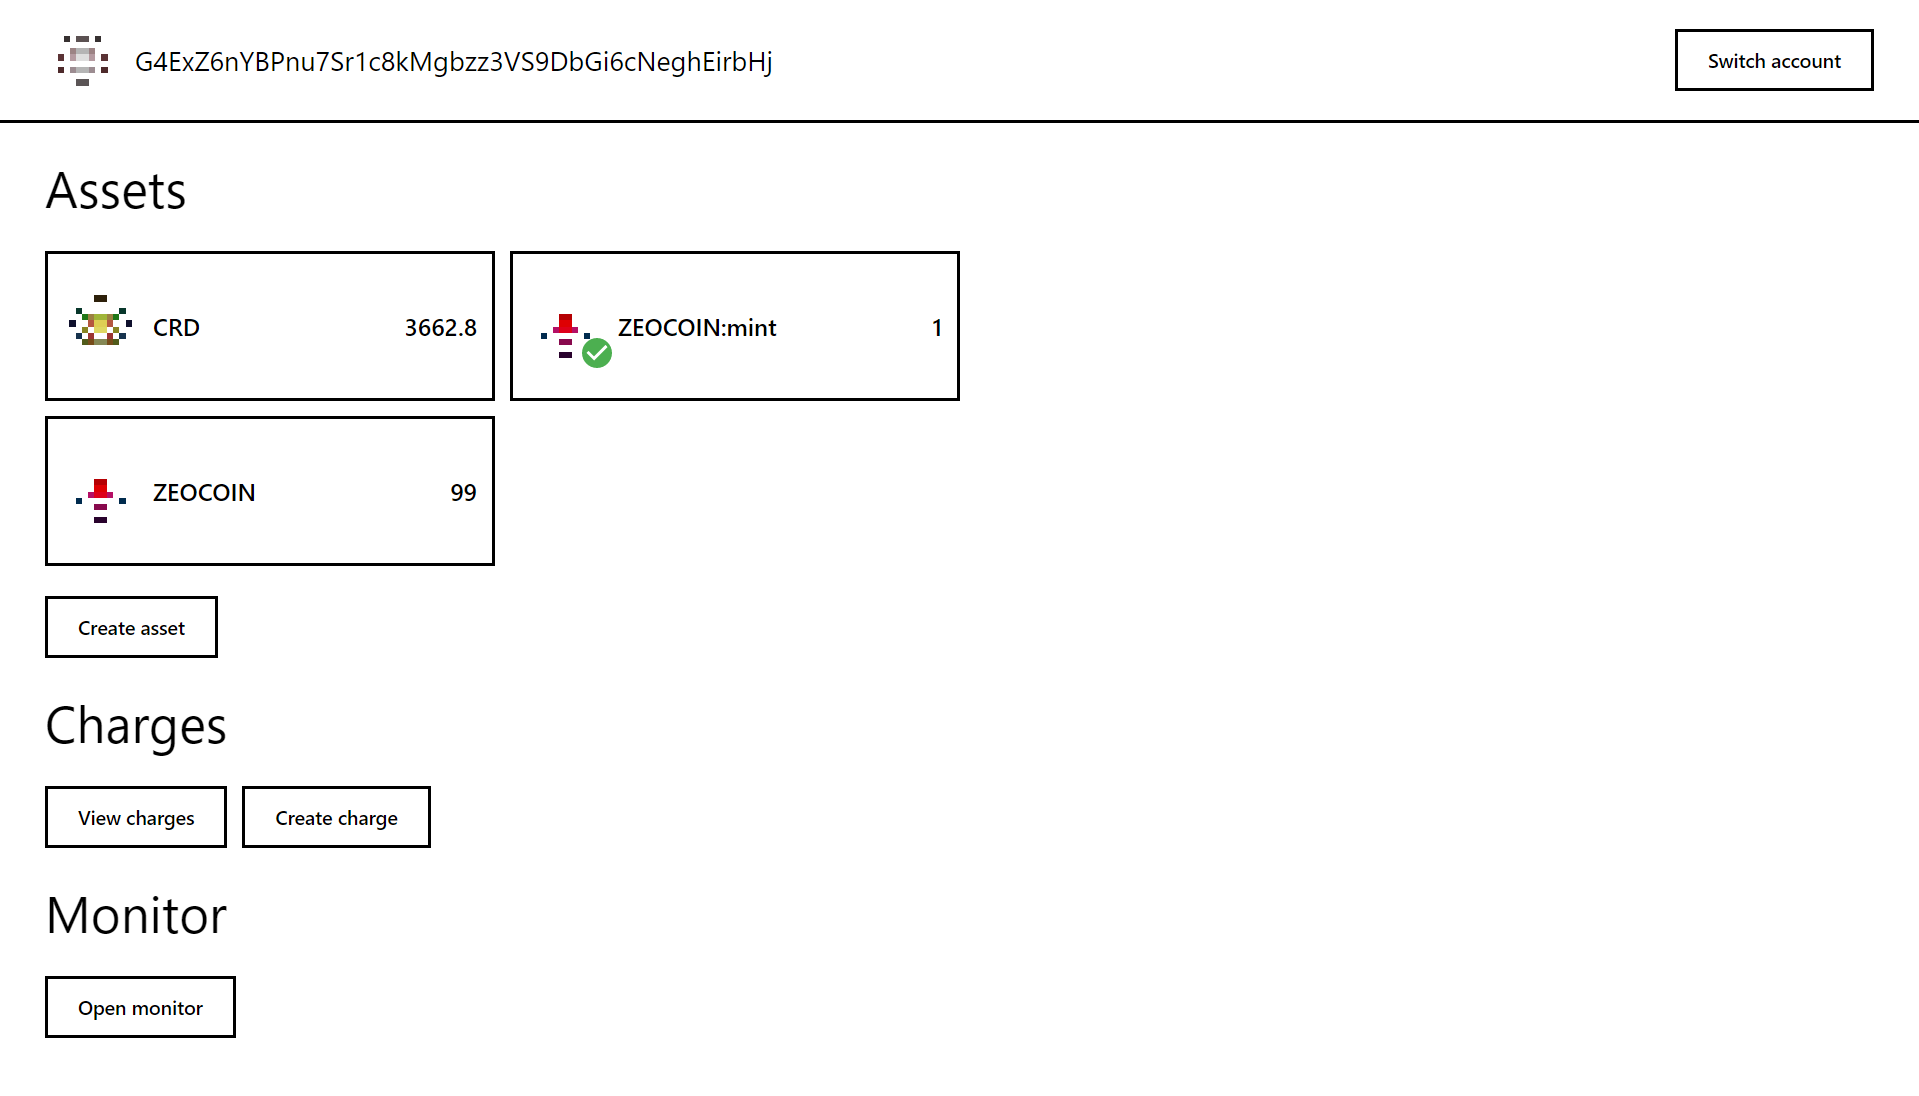 G4ExZ6nYBPnu7Sr1c8kMgbzz3VS9DbGi6cNeghEirbHj
Switch account
Assets
CRD 3662.8
ZEOCOIN:mint 1
ZEOCOIN 99
Create asset
Charges
View charges
Create charge
Monitor
Open monitor